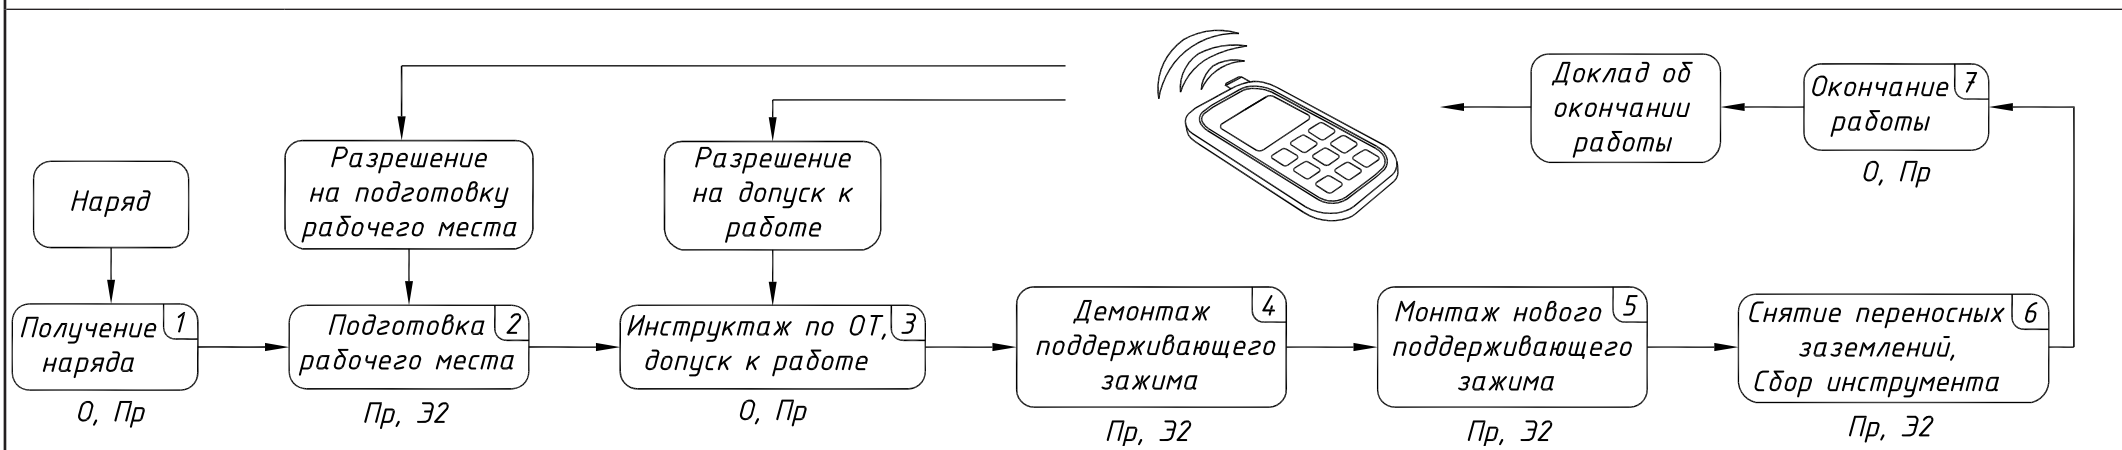 Наряд
Разрешение
на подготовку
рабочего места
Разрешение
на допуск к
работе
Доклад об
окончании
работы
Окончание 7
работы
О, Пр
Получение 1
наряда
О, Пр
Подготовка 2
рабочего места
Пр, Э2
Инструктаж по ОТ, 3
допуск к работе
О, Пр
Демонтаж 4
поддерживающего
зажима
Пр, Э2
Монтаж нового 5
поддерживающего
зажима
Пр, Э2
Снятие переносных 6
заземлений,
Сбор инструмента
Пр, Э2